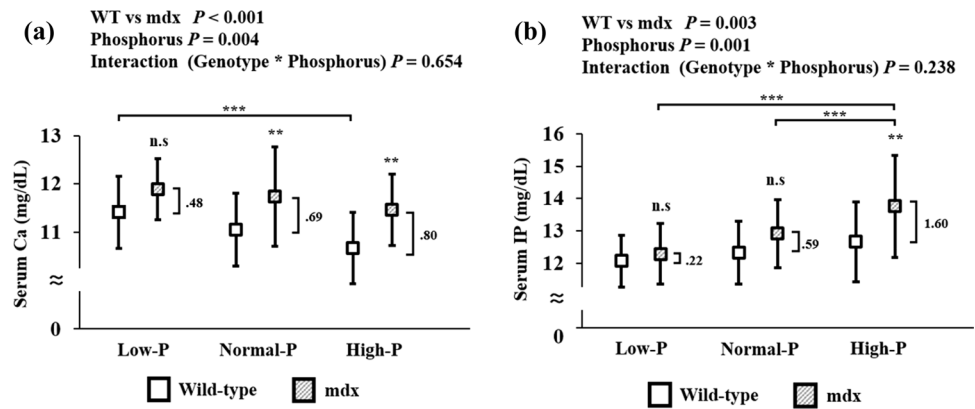 (a)
WT vs mdx P < 0.001
Phosphorus P = 0.004
Interaction (Genotype * Phosphorus) P = 0.654
***
Serum Ca (mg/dL)
13
12
11
≈
0
n.s
**
**
.48
.69
.80
Low-P Normal-P High-P
Wild-type mdx
(b)
WT vs mdx P = 0.003
Phosphorus P = 0.001
Interaction (Genotype * Phosphorus) P = 0.238
***
***
Serum IP (mg/dL)
16
15
14
13
12
≈
0
n.s
n.s
**
.22
.59
1.60
Low-P Normal-P High-P
Wild-type mdx